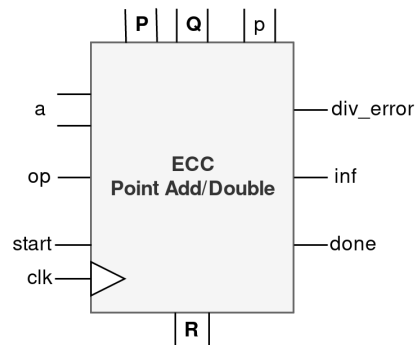 P Q p
a
div_error
ECC
Point Add/Double
op
inf
start
done
clk
R